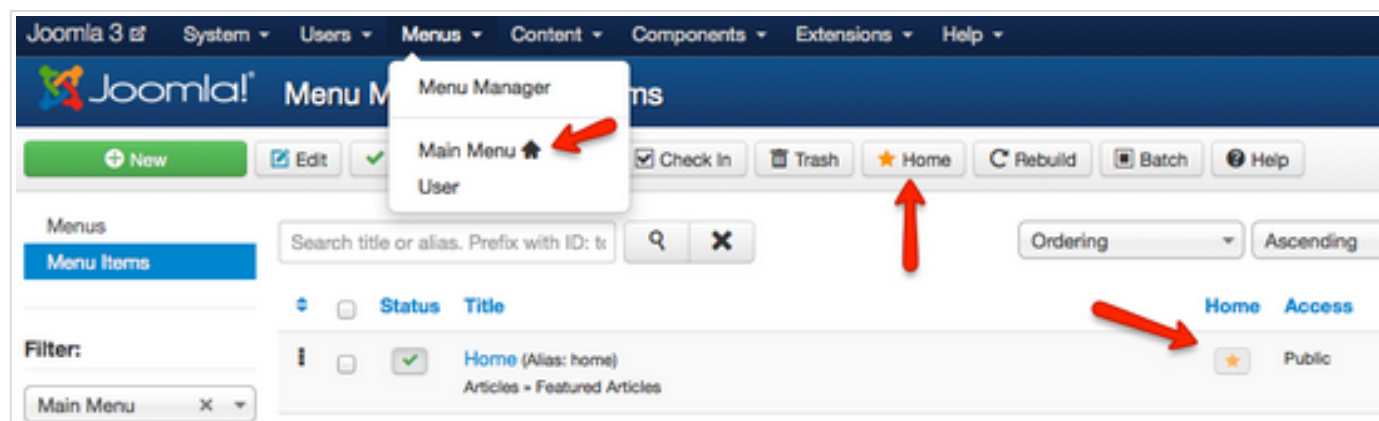 Joomla 3 System Users Menus Content Components Extensions Help
Joomla! Menu M ms
Menu Manager
Main Menu
User
New Edit Check In Trash Home Rebuild Batch Help
Menus
Menu Items
Search title or alias. Prefix with ID: to
Ordering Ascending
Status Title Home Access
Filter:
Home (Alias: home) Public
Articles » Featured Articles
Main Menu